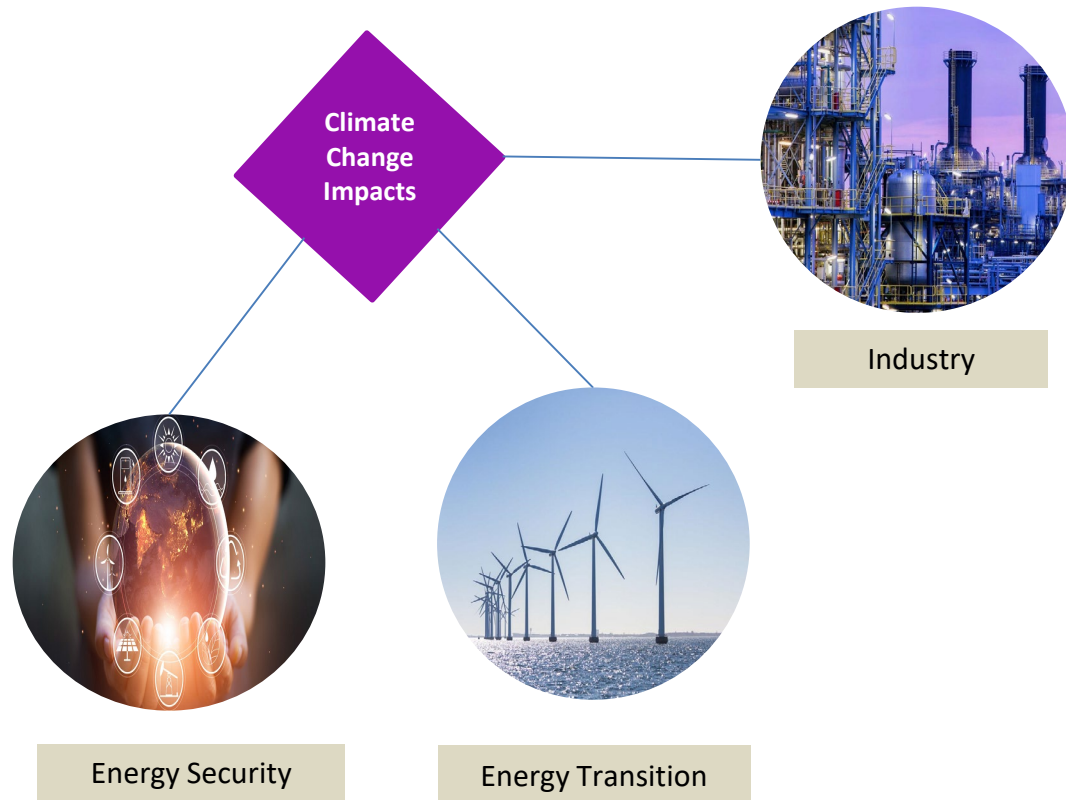 Climate
Change
Impacts
Industry
Energy Security
Energy Transition